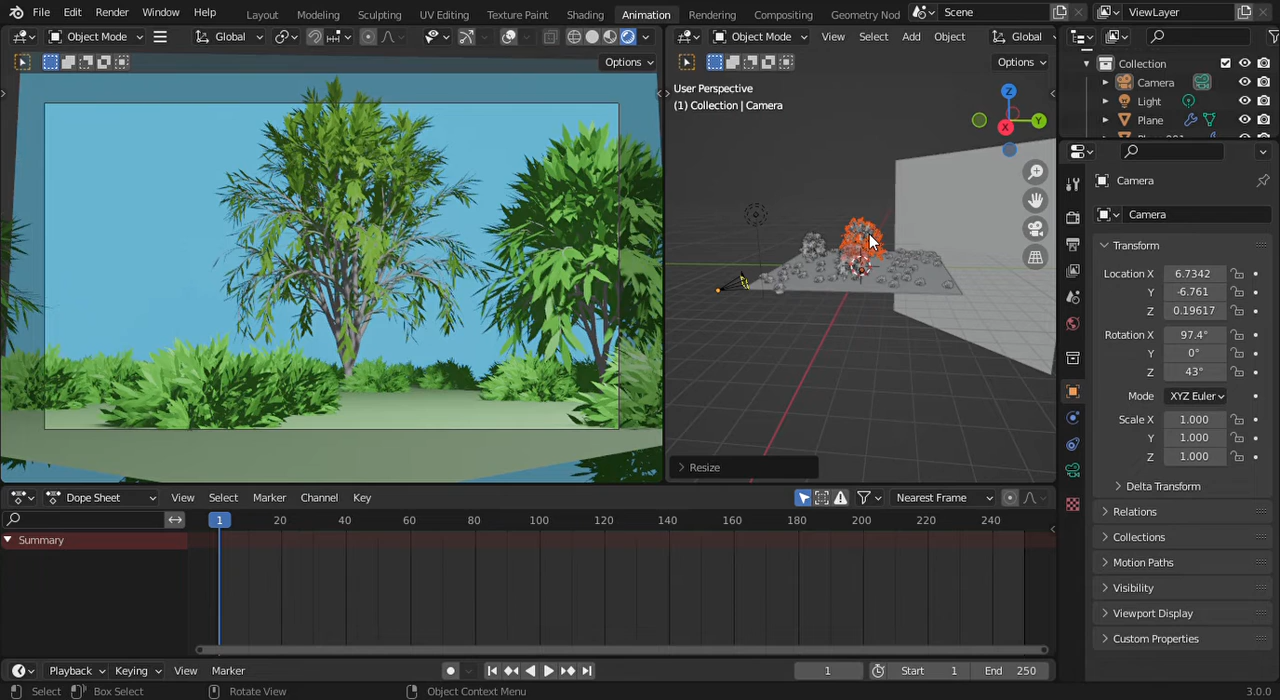 File Edit Render Window Help Layout Modeling Sculpting UV Editing Texture Paint Shading Animation Rendering Compositing Geometry Nod Scene ViewLayer
Object Mode Global Object Mode View Select Add Object Global
Options Options
User Perspective
(1) Collection | Camera
Z
Y
X
Resize
Collection
Camera
Light
Plane
Camera
Camera
Transform
Location X 6.7342
Y -6.761
Z 0.19617
Rotation X 97.4°
Y 0°
Z 43°
Mode XYZ Euler
Scale X 1.000
Y 1.000
Z 1.000
Delta Transform
Relations
Collections
Motion Paths
Visibility
Viewport Display
Custom Properties
Dope Sheet View Select Marker Channel Key Nearest Frame
1 20 40 60 80 100 120 140 160 180 200 220 240
Summary
Playback Keying View Marker 1 Start 1 End 250
Select Box Select Rotate View Object Context Menu 3.0.0